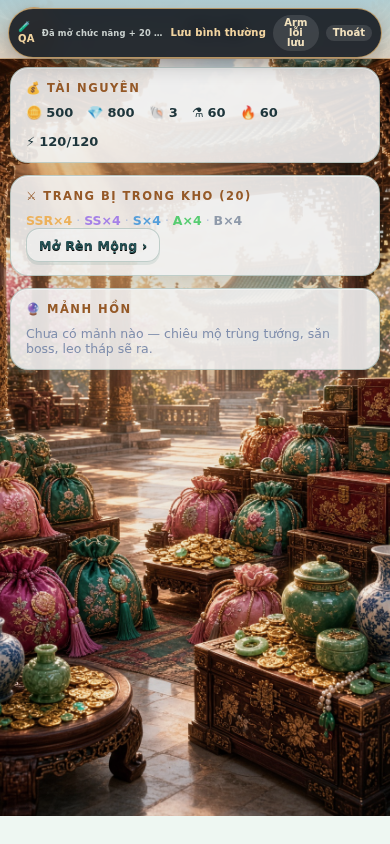 QA Đã mở chức năng + 20 … Lưu bình thường Arm lỗi lưu Thoát
TÀI NGUYÊN
500 800 3 60 60
120/120
TRANG BỊ TRONG KHO (20)
SSR×4 · SS×4 · S×4 · A×4 · B×4
Mở Rèn Mộng ›
MẢNH HỒN
Chưa có mảnh nào — chiêu mộ trùng tướng, săn
boss, leo tháp sẽ ra.